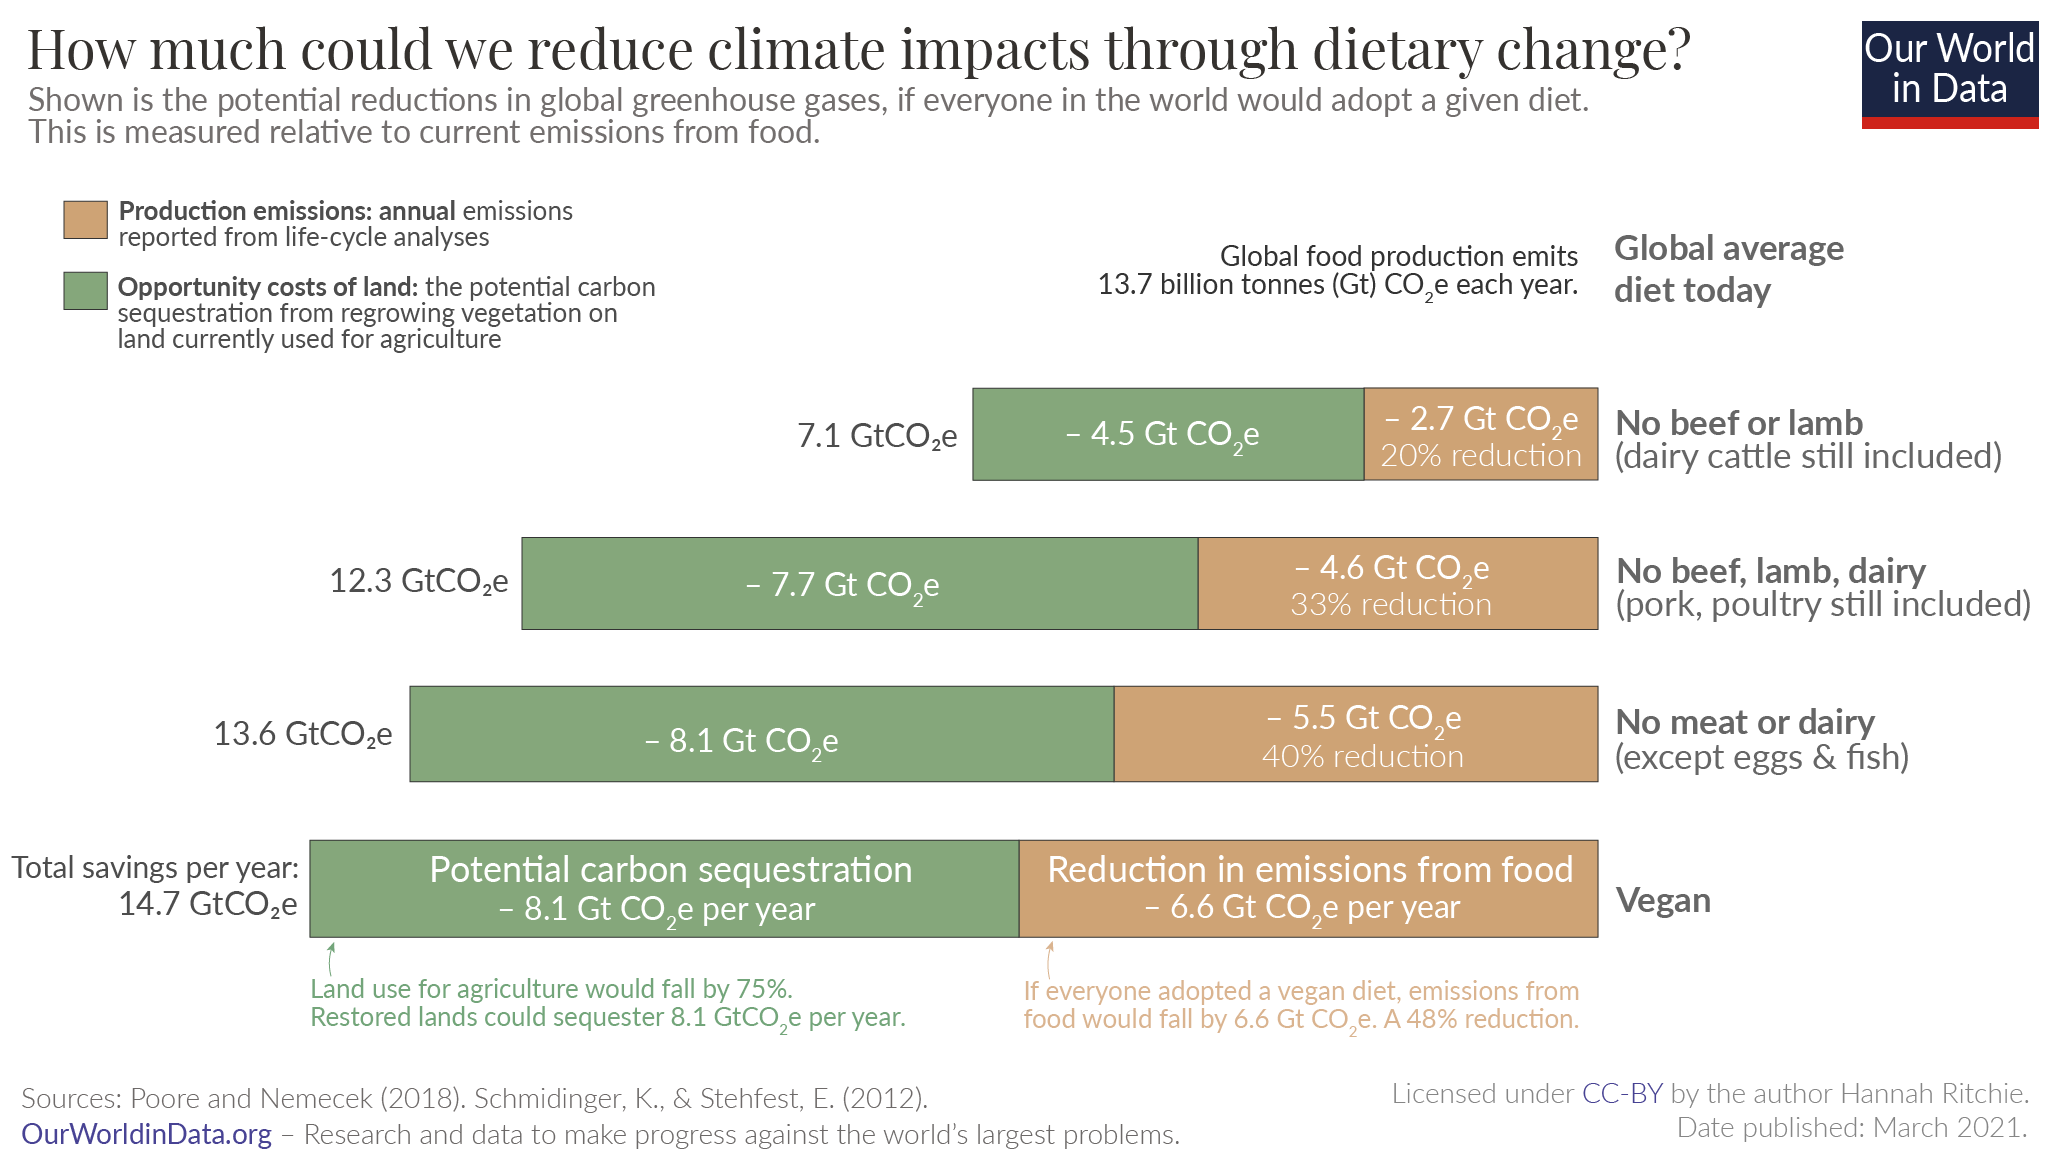 How much could we reduce climate impacts through dietary change?
Shown is the potential reductions in global greenhouse gases, if everyone in the world would adopt a given diet.
This is measured relative to current emissions from food.
Our World
in Data
Production emissions: annual emissions
reported from life-cycle analyses
Opportunity costs of land: the potential carbon
sequestration from regrowing vegetation on
land currently used for agriculture
Global food production emits
13.7 billion tonnes (Gt) CO₂e each year.
Global average
diet today
7.1 GtCO₂e
– 4.5 Gt CO₂e
– 2.7 Gt CO₂e
20% reduction
No beef or lamb
(dairy cattle still included)
12.3 GtCO₂e
– 7.7 Gt CO₂e
– 4.6 Gt CO₂e
33% reduction
No beef, lamb, dairy
(pork, poultry still included)
13.6 GtCO₂e
– 8.1 Gt CO₂e
– 5.5 Gt CO₂e
40% reduction
No meat or dairy
(except eggs & fish)
Total savings per year:
14.7 GtCO₂e
Potential carbon sequestration
– 8.1 Gt CO₂e per year
Reduction in emissions from food
– 6.6 Gt CO₂e per year
Vegan
Land use for agriculture would fall by 75%.
Restored lands could sequester 8.1 GtCO₂e per year.
If everyone adopted a vegan diet, emissions from
food would fall by 6.6 Gt CO₂e. A 48% reduction.
Sources: Poore and Nemecek (2018). Schmidinger, K., & Stehfest, E. (2012).
OurWorldinData.org – Research and data to make progress against the world's largest problems.
Licensed under CC-BY by the author Hannah Ritchie.
Date published: March 2021.